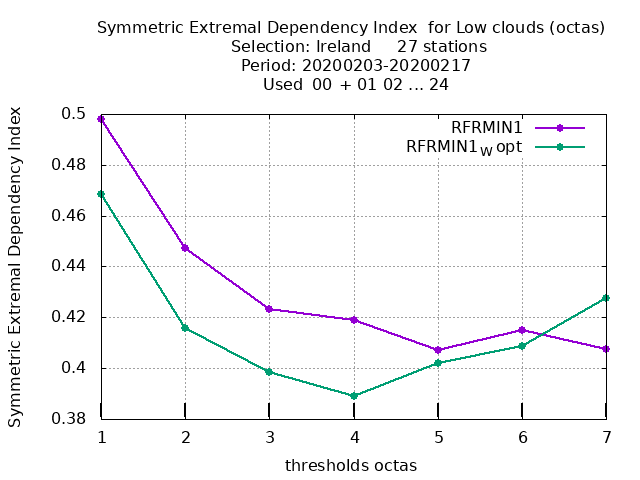 Symmetric Extremal Dependency Index  for Low clouds (octas)
Selection: Ireland     27 stations
Period: 20200203-20200217
Used  00 + 01 02 ... 24
Symmetric Extremal Dependency Index
0.5
0.48
0.46
0.44
0.42
0.4
0.38
RFRMIN1
RFRMIN1W opt
1 2 3 4 5 6 7
thresholds octas